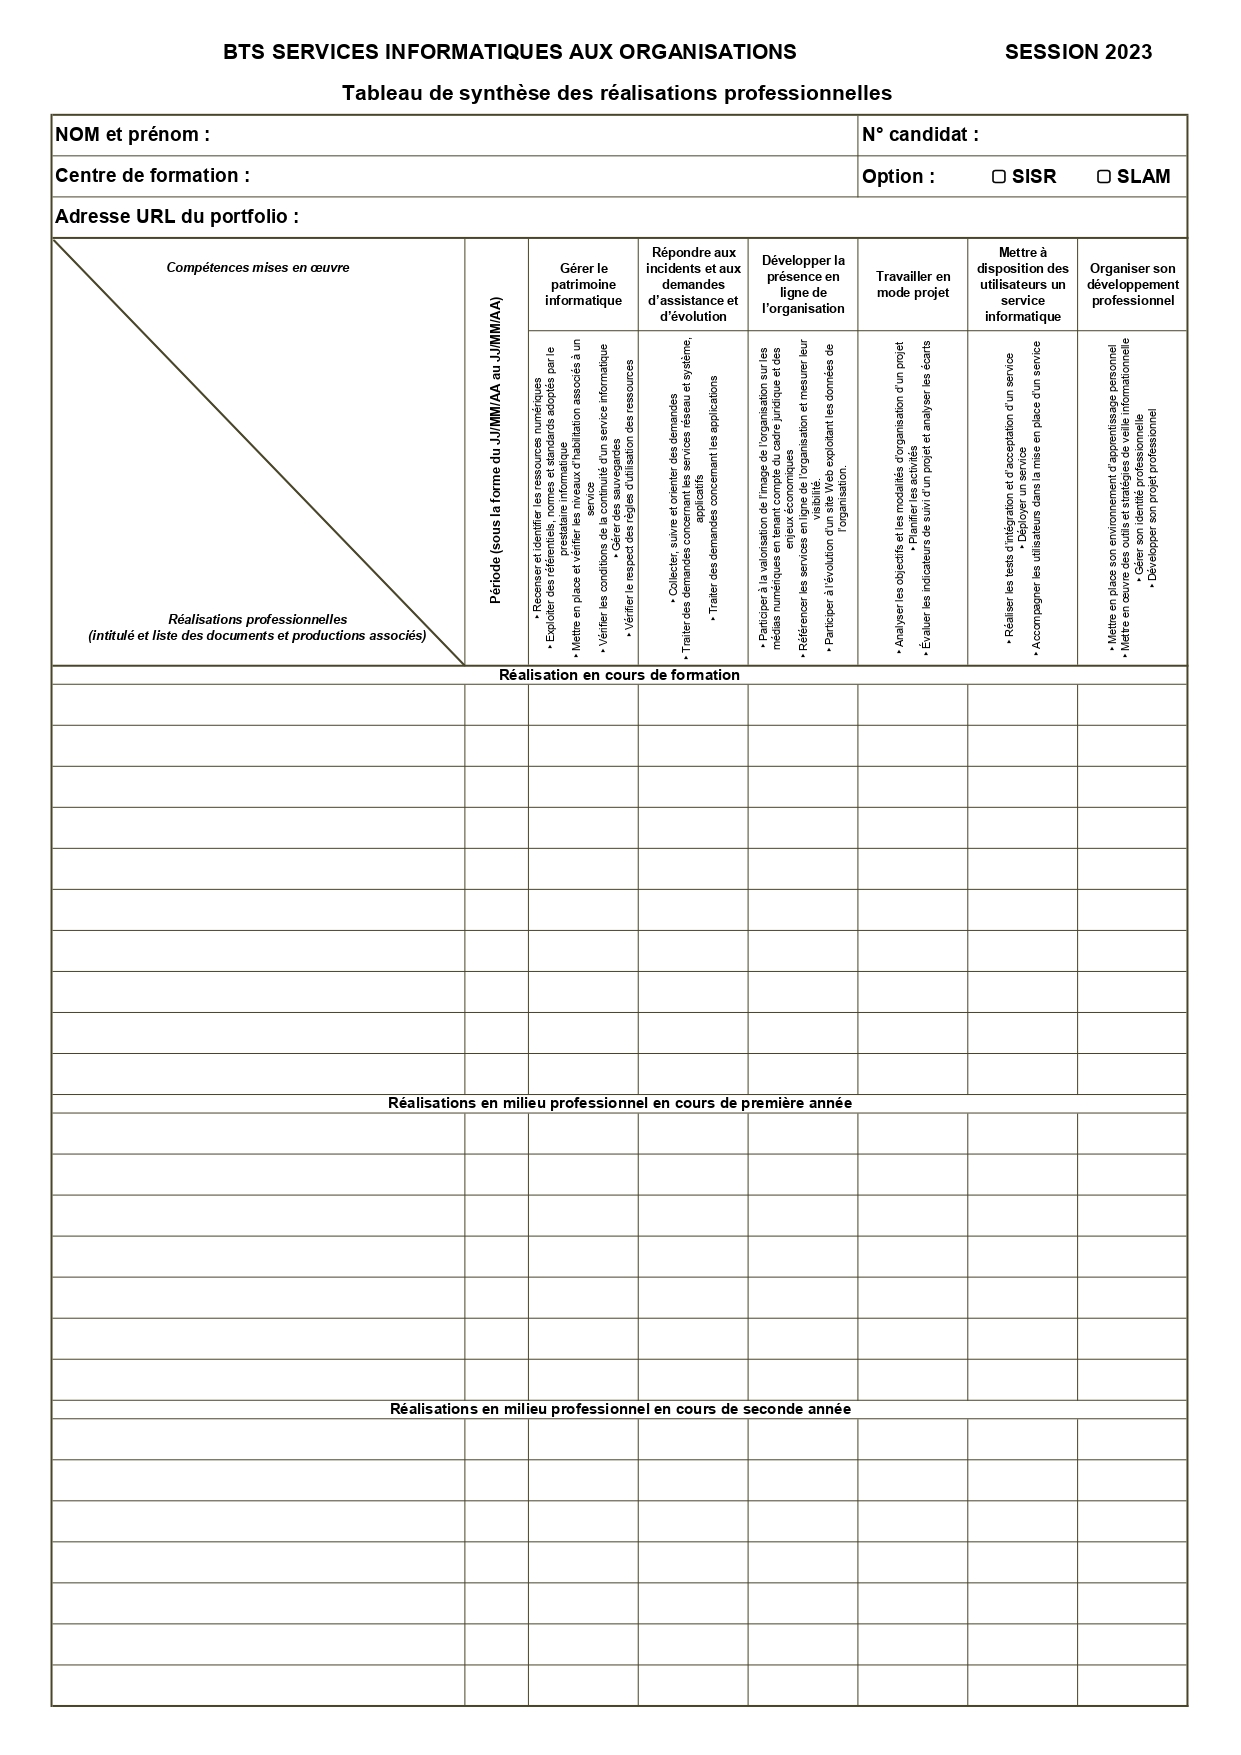 BTS SERVICES INFORMATIQUES AUX ORGANISATIONS SESSION 2023
Tableau de synthèse des réalisations professionnelles
NOM et prénom :
N° candidat :
Centre de formation :
Option : ▢ SISR ▢ SLAM
Adresse URL du portfolio :
Compétences mises en œuvre
Réalisations professionnelles
(intitulé et liste des documents et productions associés)
Période (sous la forme du JJ/MM/AA au JJ/MM/AA)
Gérer le
patrimoine
informatique
Répondre aux
incidents et aux
demandes
d’assistance et
d’évolution
Développer la
présence en
ligne de
l’organisation
Travailler en
mode projet
Mettre à
disposition des
utilisateurs un
service
informatique
Organiser son
développement
professionnel
‣ Recenser et identifier les ressources numériques
‣ Exploiter des référentiels, normes et standards adoptés par le
prestataire informatique
‣ Mettre en place et vérifier les niveaux d’habilitation associés à un
service
‣ Vérifier les conditions de la continuité d’un service informatique
‣ Gérer des sauvegardes
‣ Vérifier le respect des règles d’utilisation des ressources
‣ Collecter, suivre et orienter des demandes
‣ Traiter des demandes concernant les services réseau et système,
applicatifs
‣ Traiter des demandes concernant les applications
‣ Participer à la valorisation de l’image de l’organisation sur les
médias numériques en tenant compte du cadre juridique et des
enjeux économiques
‣ Référencer les services en ligne de l’organisation et mesurer leur
visibilité.
‣ Participer à l’évolution d’un site Web exploitant les données de
l’organisation.
‣ Analyser les objectifs et les modalités d’organisation d’un projet
‣ Planifier les activités
‣ Évaluer les indicateurs de suivi d’un projet et analyser les écarts
‣ Réaliser les tests d’intégration et d’acceptation d’un service
‣ Déployer un service
‣ Accompagner les utilisateurs dans la mise en place d’un service
‣ Mettre en place son environnement d’apprentissage personnel
‣ Mettre en œuvre des outils et stratégies de veille informationnelle
‣ Gérer son identité professionnelle
‣ Développer son projet professionnel
Réalisation en cours de formation
Réalisations en milieu professionnel en cours de première année
Réalisations en milieu professionnel en cours de seconde année